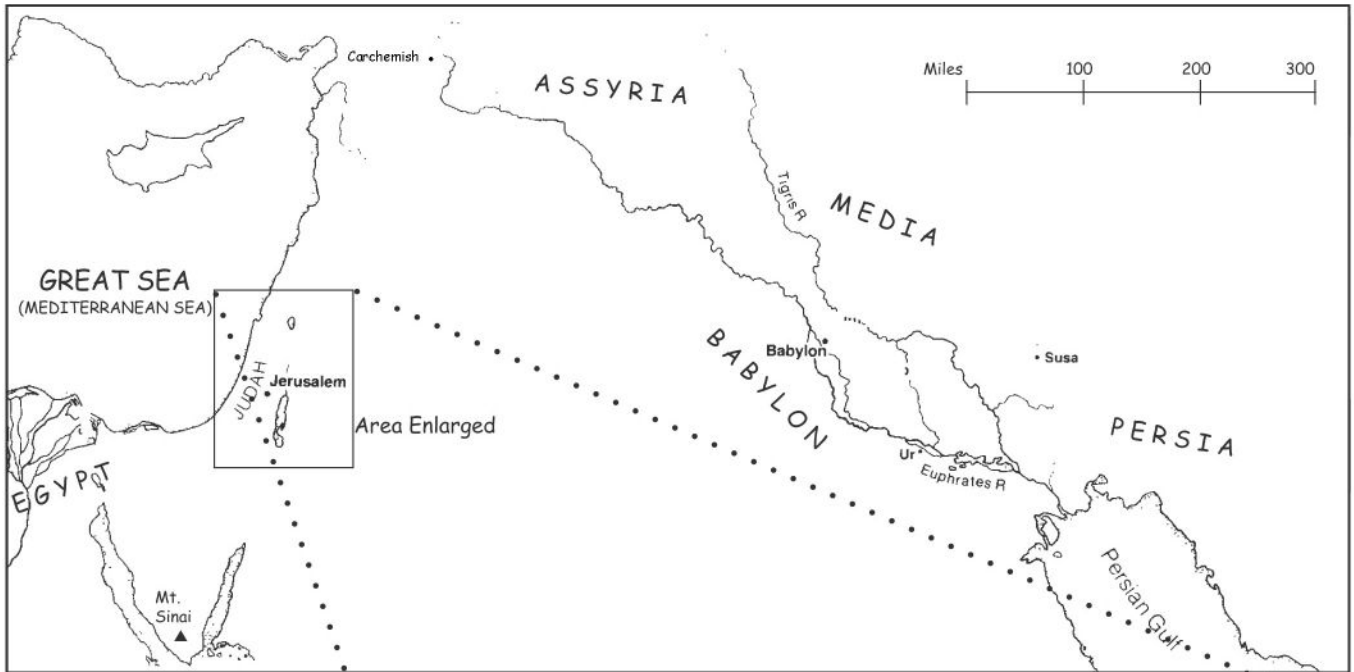 Carchemish
ASSYRIA
Miles 100 200 300
Tigris R
MEDIA
GREAT SEA
(MEDITERRANEAN SEA)
JUDAH
Jerusalem
Area Enlarged
BABYLON
Babylon
Susa
PERSIA
Ur
Euphrates R
EGYPT
Mt.
Sinai
Persian Gulf